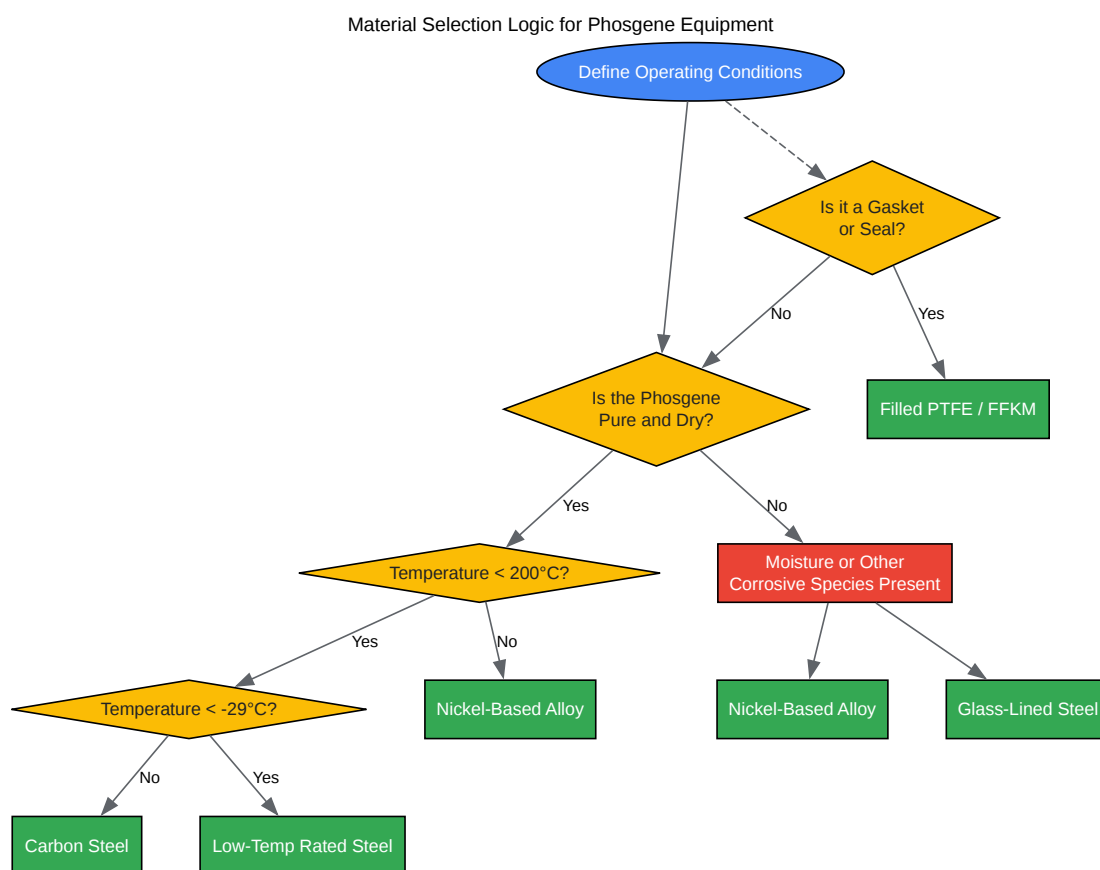 Material Selection Logic for Phosgene Equipment
Define Operating Conditions
Is it a Gasket
or Seal?
No
Yes
Is the Phosgene
Pure and Dry?
Filled PTFE / FFKM
Yes
No
Temperature < 200°C?
Moisture or Other
Corrosive Species Present
Yes
No
Temperature < -29°C?
Nickel-Based Alloy
Nickel-Based Alloy
Glass-Lined Steel
No
Yes
Carbon Steel
Low-Temp Rated Steel